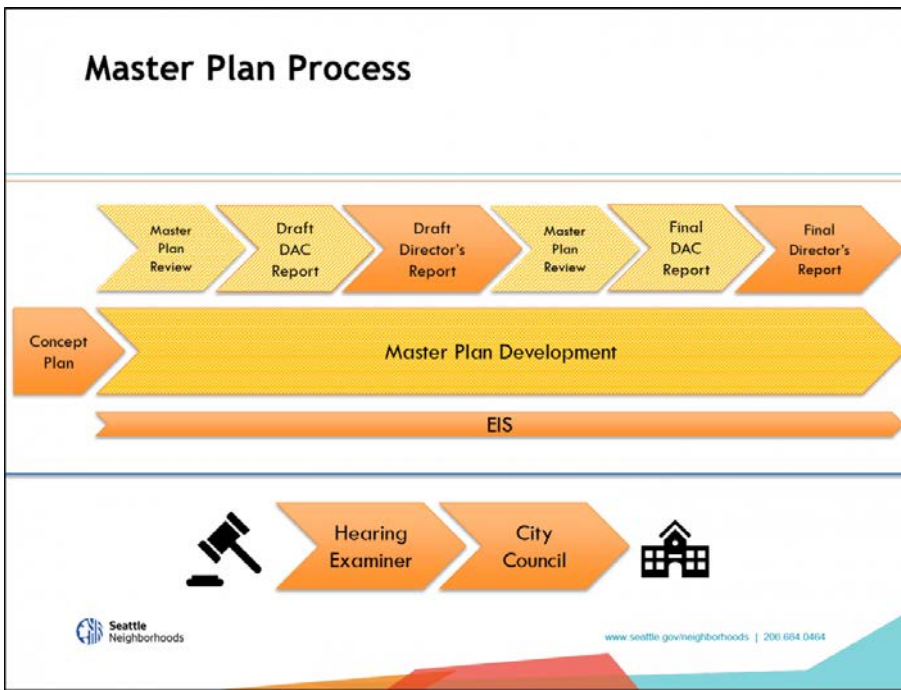 Master Plan Process
Master
Plan
Review
Draft
DAC
Report
Draft
Director's
Report
Master
Plan
Review
Final
DAC
Report
Final
Director's
Report
Concept
Plan
Master Plan Development
EIS
Hearing
Examiner
City
Council
Seattle
Neighborhoods
www.seattle.gov/neighborhoods | 206.684.0464